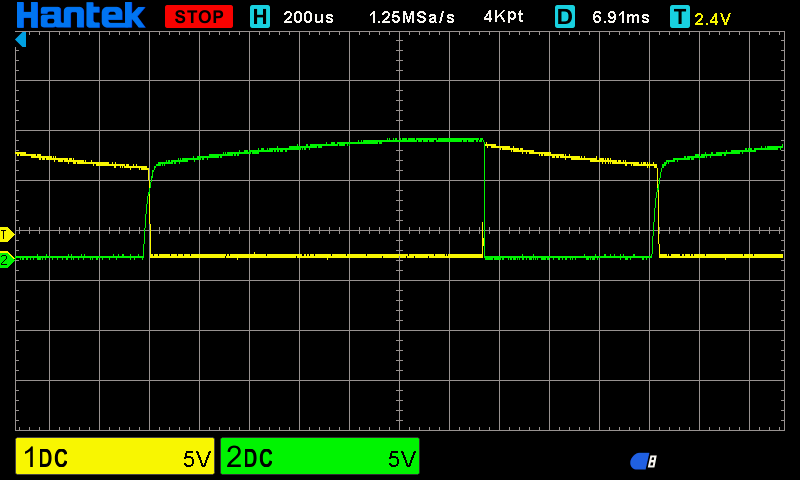 Hantek STOP H 200us 1.25MSa/s 4Kpt D 6.91ms T 2.4V
T
2
1DC 5V 2DC 5V